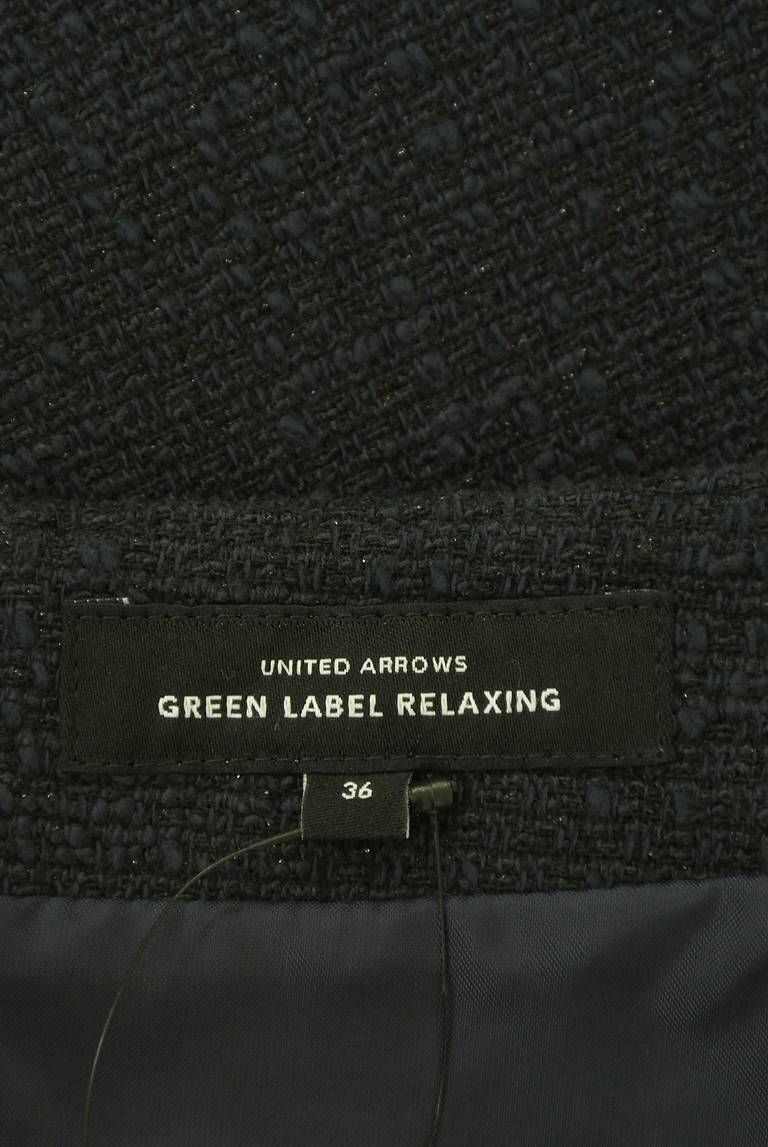 UNITED ARROWS
GREEN LABEL RELAXING
36